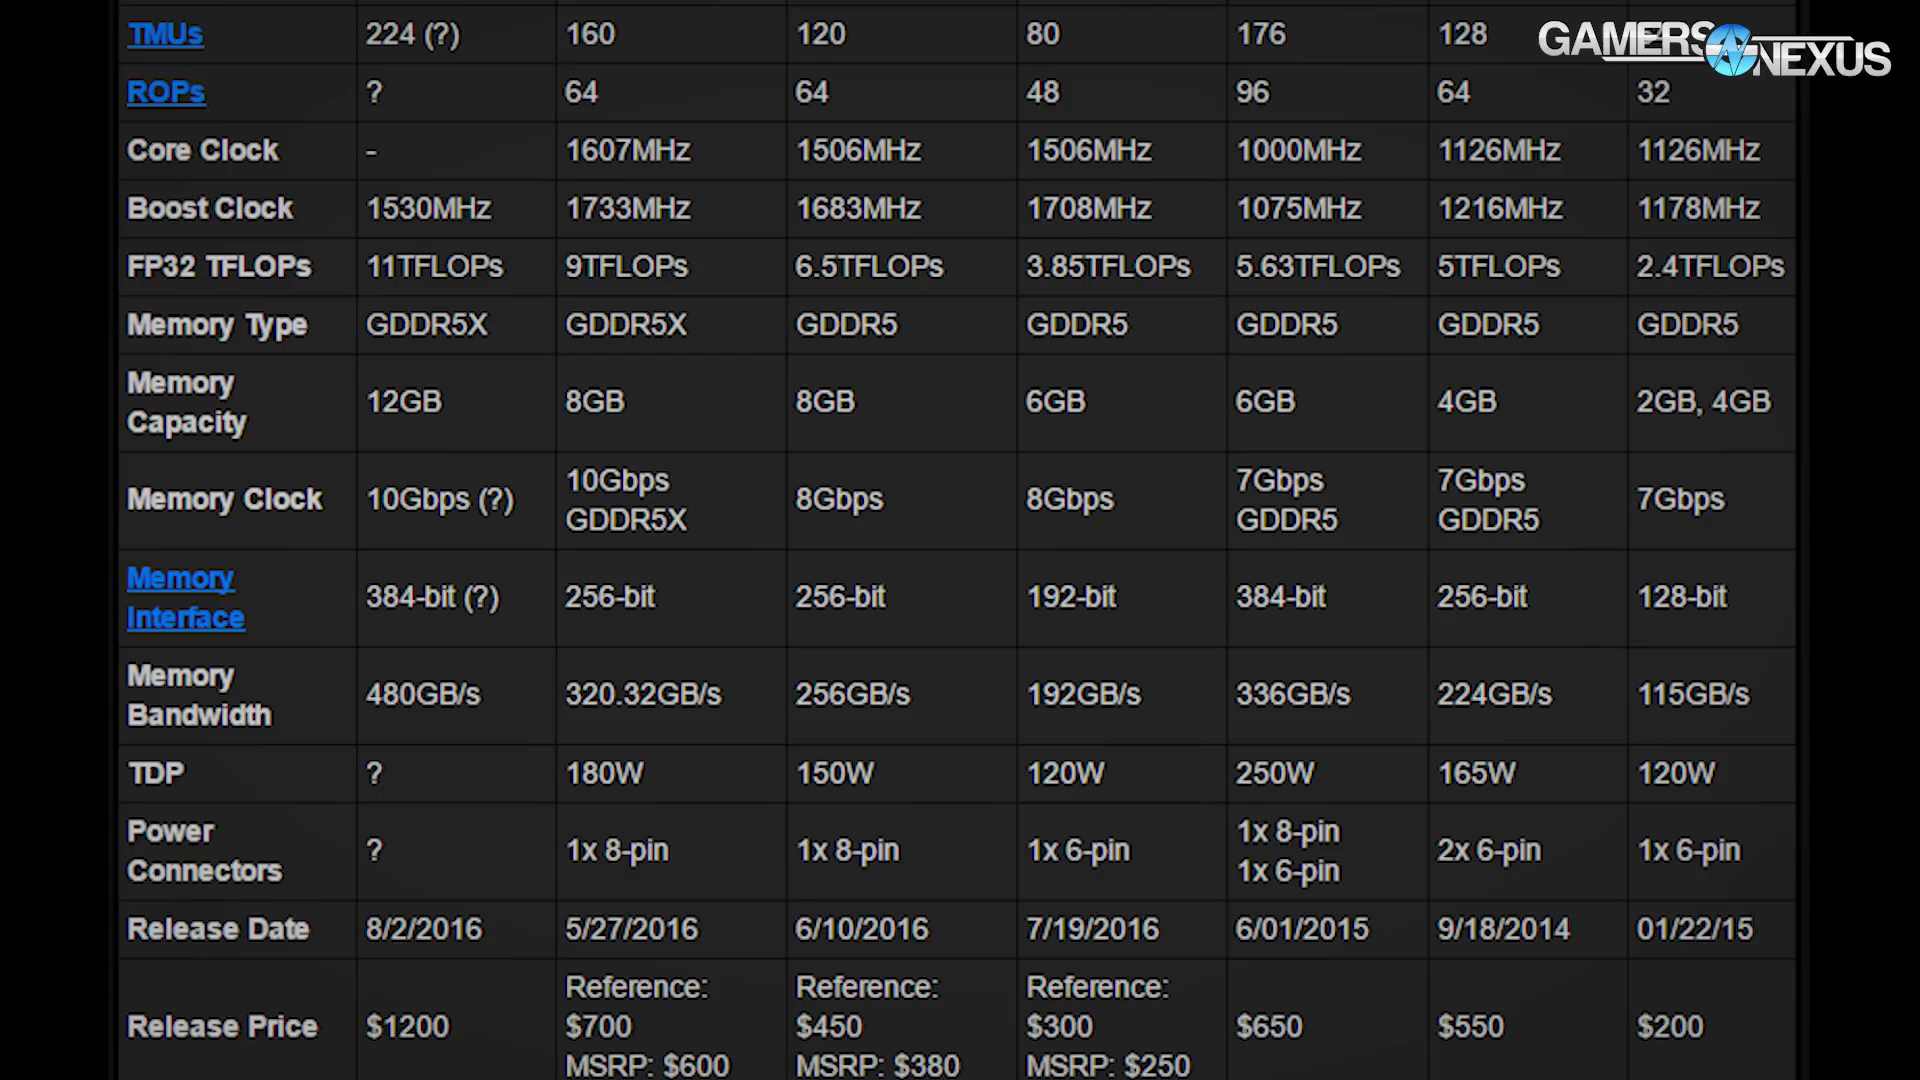 GAMERS NEXUS
TMUs 224 (?) 160 120 80 176 128
ROPs ? 64 64 48 96 64 32
Core Clock - 1607MHz 1506MHz 1506MHz 1000MHz 1126MHz 1126MHz
Boost Clock 1530MHz 1733MHz 1683MHz 1708MHz 1075MHz 1216MHz 1178MHz
FP32 TFLOPs 11TFLOPs 9TFLOPs 6.5TFLOPs 3.85TFLOPs 5.63TFLOPs 5TFLOPs 2.4TFLOPs
Memory Type GDDR5X GDDR5X GDDR5 GDDR5 GDDR5 GDDR5 GDDR5
Memory
Capacity
12GB 8GB 8GB 6GB 6GB 4GB 2GB, 4GB
Memory Clock 10Gbps (?)
10Gbps
GDDR5X
8Gbps 8Gbps
7Gbps
GDDR5
7Gbps
GDDR5
7Gbps
Memory
Interface
384-bit (?) 256-bit 256-bit 192-bit 384-bit 256-bit 128-bit
Memory
Bandwidth
480GB/s 320.32GB/s 256GB/s 192GB/s 336GB/s 224GB/s 115GB/s
TDP ? 180W 150W 120W 250W 165W 120W
Power
Connectors
? 1x 8-pin 1x 8-pin 1x 6-pin
1x 8-pin
1x 6-pin
2x 6-pin 1x 6-pin
Release Date 8/2/2016 5/27/2016 6/10/2016 7/19/2016 6/01/2015 9/18/2014 01/22/15
Release Price $1200
Reference:
$700
MSRP: $600
Reference:
$450
MSRP: $380
Reference:
$300
MSRP: $250
$650 $550 $200